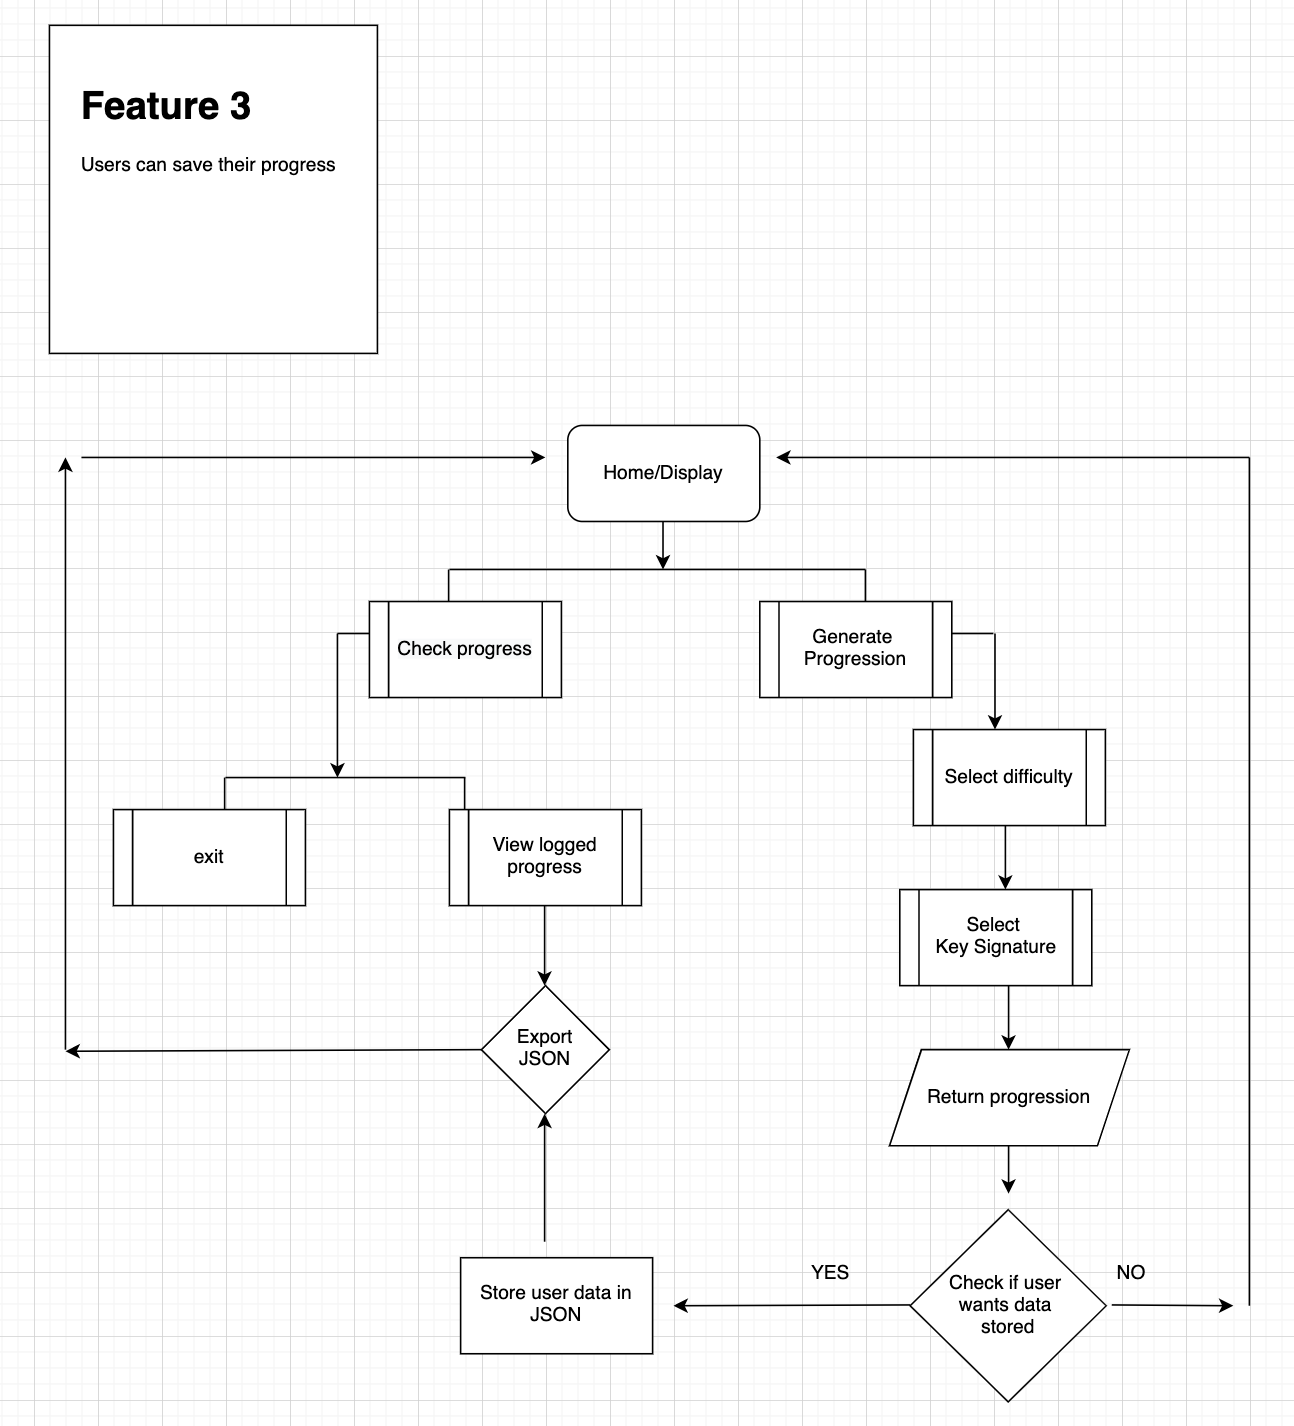 Feature 3
Users can save their progress
Home/Display
Check progress
Generate
Progression
Select difficulty
exit
View logged
progress
Select
Key Signature
Export
JSON
Return progression
YES
NO
Check if user
wants data
stored
Store user data in
JSON